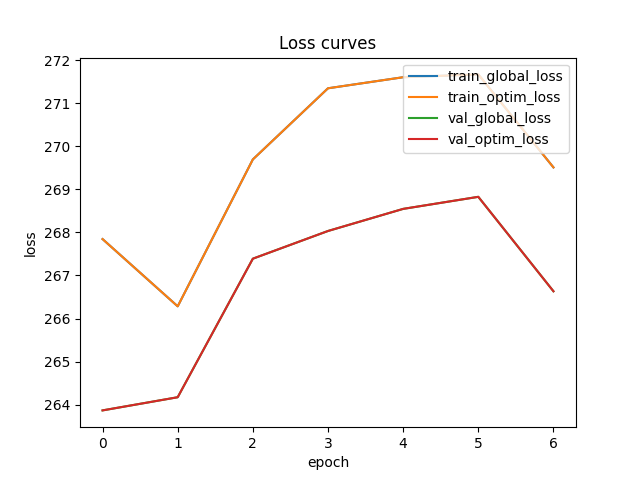 Loss curves
272
271
270
269
268
267
266
265
264
loss
train_global_loss
train_optim_loss
val_global_loss
val_optim_loss
0 1 2 3 4 5 6
epoch